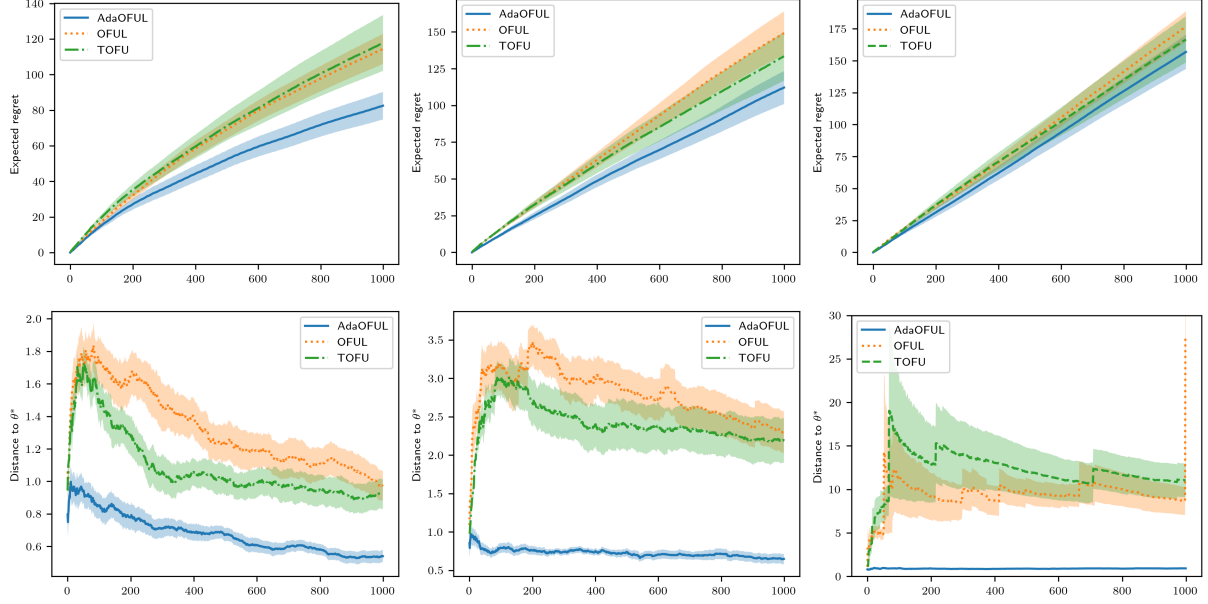 140
120
100
80
60
40
20
0
Expected regret
AdaOFUL
OFUL
TOFU
0 200 400 600 800 1000
150
125
100
75
50
25
0
Expected regret
AdaOFUL
OFUL
TOFU
0 200 400 600 800 1000
175
150
125
100
75
50
25
0
Expected regret
AdaOFUL
OFUL
TOFU
0 200 400 600 800 1000
2.0
1.8
1.6
1.4
1.2
1.0
0.8
0.6
Distance to θ*
AdaOFUL
OFUL
TOFU
0 200 400 600 800 1000
3.5
3.0
2.5
2.0
1.5
1.0
0.5
Distance to θ*
AdaOFUL
OFUL
TOFU
0 200 400 600 800 1000
30
25
20
15
10
5
0
Distance to θ*
AdaOFUL
OFUL
TOFU
0 200 400 600 800 1000